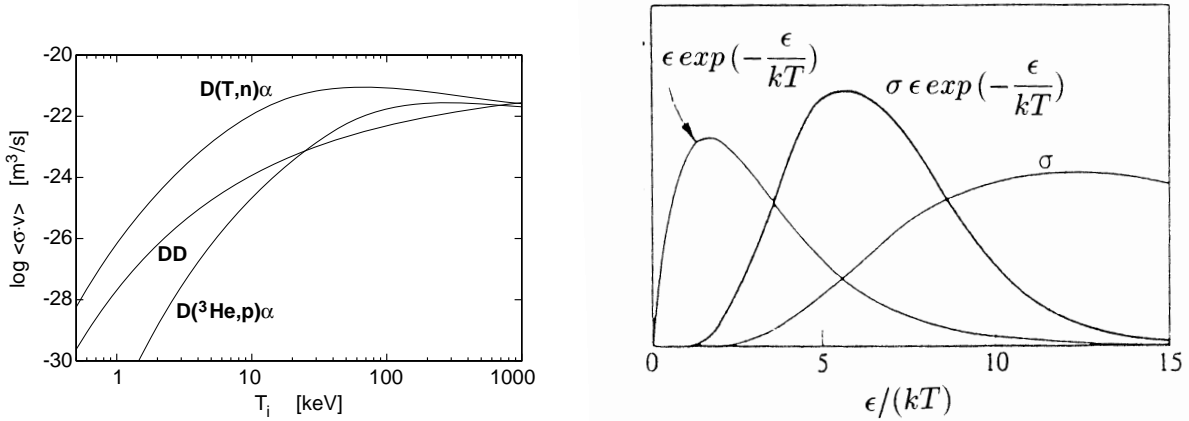 -20
-22
-24
-26
-28
-30
log <σ·v> [m³/s]
D(T,n)α
DD
D(³He,p)α
1 10 100 1000
Tᵢ [keV]
ϵ exp (−ϵ/kT)
σ ϵ exp (−ϵ/kT)
σ
0 5 10 15
ϵ/(kT)